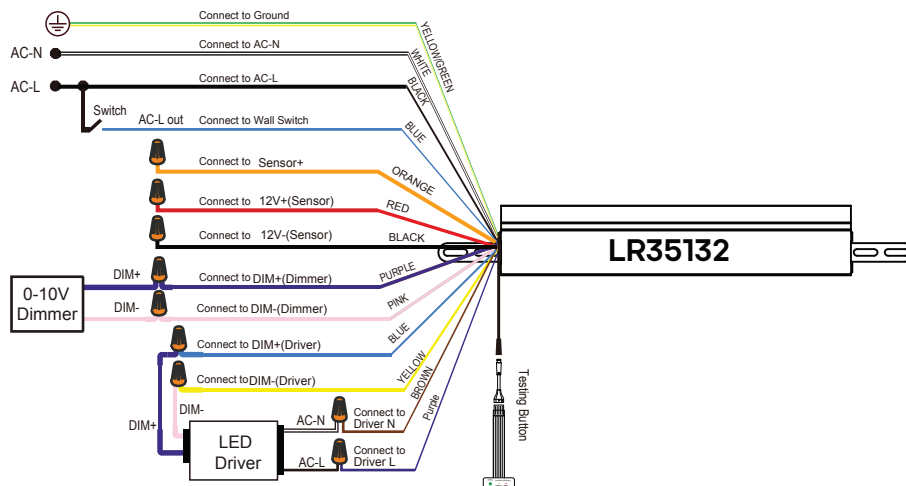 Connect to Ground
YELLOW/GREEN
AC-N
Connect to AC-N
WHITE
AC-L
Connect to AC-L
BLACK
Switch
AC-L out
Connect to Wall Switch
BLUE
Connect to Sensor+
ORANGE
Connect to 12V+(Sensor)
RED
Connect to 12V-(Sensor)
BLACK
LR35132
0-10V
Dimmer
DIM+
Connect to DIM+(Dimmer)
PURPLE
DIM-
Connect to DIM-(Dimmer)
PINK
Connect to DIM+(Driver)
BLUE
Connect to DIM-(Driver)
YELLOW
DIM-
DIM+
LED
Driver
AC-N
Connect to
Driver N
BROWN
AC-L
Connect to
Driver L
Purple
Testing Button